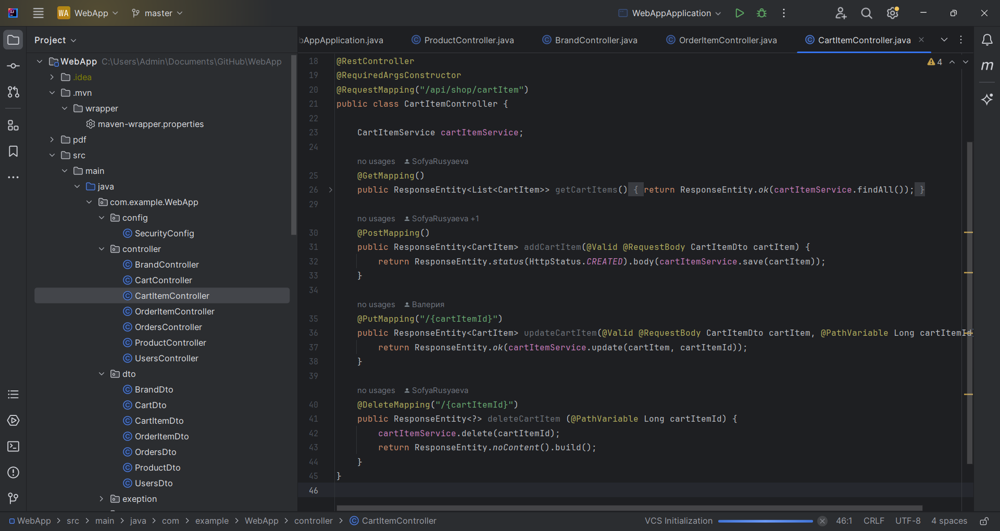 WA WebApp master WebAppApplication
Project
bAppApplication.java ProductController.java BrandController.java OrderItemController.java CartItemController.java
WebApp C:\Users\Admin\Documents\GitHub\WebApp
.idea
.mvn
wrapper
maven-wrapper.properties
pdf
src
main
java
com.example.WebApp
config
SecurityConfig
controller
BrandController
CartController
CartItemController
OrderItemController
OrdersController
ProductController
UsersController
dto
BrandDto
CartDto
CartItemDto
OrderItemDto
OrdersDto
ProductDto
UsersDto
exeption
4
m
18 @RestController
19 @RequiredArgsConstructor
20 @RequestMapping("/api/shop/cartItem")
21 public class CartItemController {
22
23 CartItemService cartItemService;
24
no usages SofyaRusyaeva
25 @GetMapping()
26 public ResponseEntity<List<CartItem>> getCartItems() { return ResponseEntity.ok(cartItemService.findAll()); }
29
no usages SofyaRusyaeva +1
30 @PostMapping()
31 public ResponseEntity<CartItem> addCartItem(@Valid @RequestBody CartItemDto cartItem) {
32 return ResponseEntity.status(HttpStatus.CREATED).body(cartItemService.save(cartItem));
33 }
34
no usages Валерия
35 @PutMapping("/{cartItemId}")
36 public ResponseEntity<CartItem> updateCartItem(@Valid @RequestBody CartItemDto cartItem, @PathVariable Long cartItemId
37 return ResponseEntity.ok(cartItemService.update(cartItem, cartItemId));
38 }
39
no usages SofyaRusyaeva
40 @DeleteMapping("/{cartItemId}")
41 public ResponseEntity<?> deleteCartItem (@PathVariable Long cartItemId) {
42 cartItemService.delete(cartItemId);
43 return ResponseEntity.noContent().build();
44 }
45 }
46
WebApp > src > main > java > com > example > WebApp > controller > CartItemController VCS Initialization 46:1 CRLF UTF-8 4 spaces